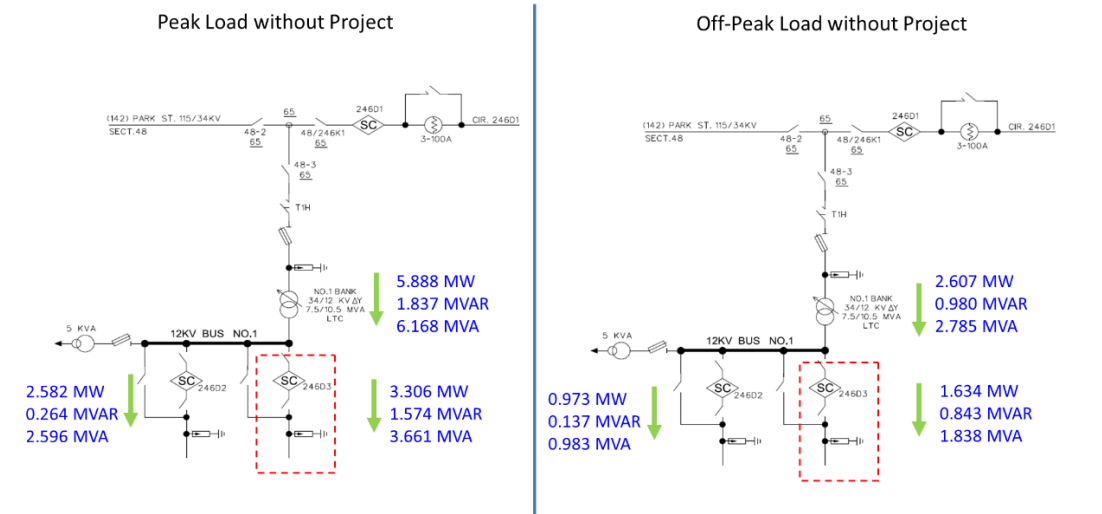 Peak Load without Project
65
246D1
SC
(142) PARK ST. 115/34KV
SECT.48
48-2
65
48/246K1
65
3-100A
CIR. 246D1
48-3
65
T1H
NO.1 BANK
34/12 KV ΔY
7.5/10.5 MVA
LTC
5.888 MW
1.837 MVAR
6.168 MVA
5 KVA
12KV BUS NO.1
SC
246D2
SC
246D3
2.582 MW
0.264 MVAR
2.596 MVA
3.306 MW
1.574 MVAR
3.661 MVA
Off-Peak Load without Project
65
246D1
SC
(142) PARK ST. 115/34KV
SECT.48
48-2
65
48/246K1
65
3-100A
CIR. 246D1
48-3
65
T1H
NO.1 BANK
34/12 KV ΔY
7.5/10.5 MVA
LTC
2.607 MW
0.980 MVAR
2.785 MVA
5 KVA
12KV BUS NO.1
SC
246D2
SC
246D3
0.973 MW
0.137 MVAR
0.983 MVA
1.634 MW
0.843 MVAR
1.838 MVA